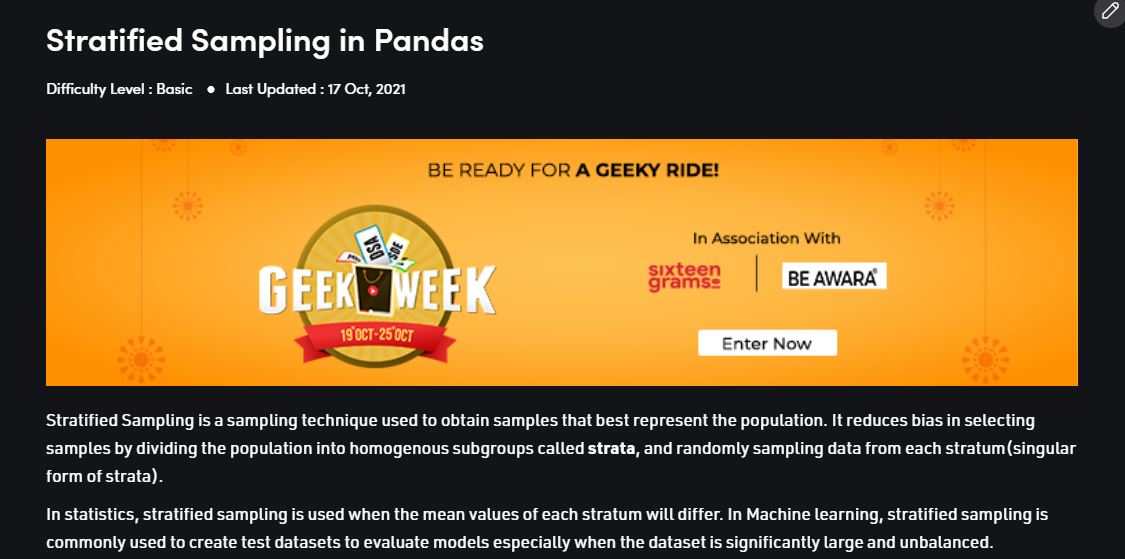 Stratified Sampling in Pandas
Difficulty Level : Basic ● Last Updated : 17 Oct, 2021
BE READY FOR A GEEKY RIDE!
DSA
SDE
GEEK WEEK
19 OCT-25 OCT
In Association With
sixteen
grams
BE AWARA
Enter Now
Stratified Sampling is a sampling technique used to obtain samples that best represent the population. It reduces bias in selecting
samples by dividing the population into homogenous subgroups called strata, and randomly sampling data from each stratum(singular
form of strata).
In statistics, stratified sampling is used when the mean values of each stratum will differ. In Machine learning, stratified sampling is
commonly used to create test datasets to evaluate models especially when the dataset is significantly large and unbalanced.